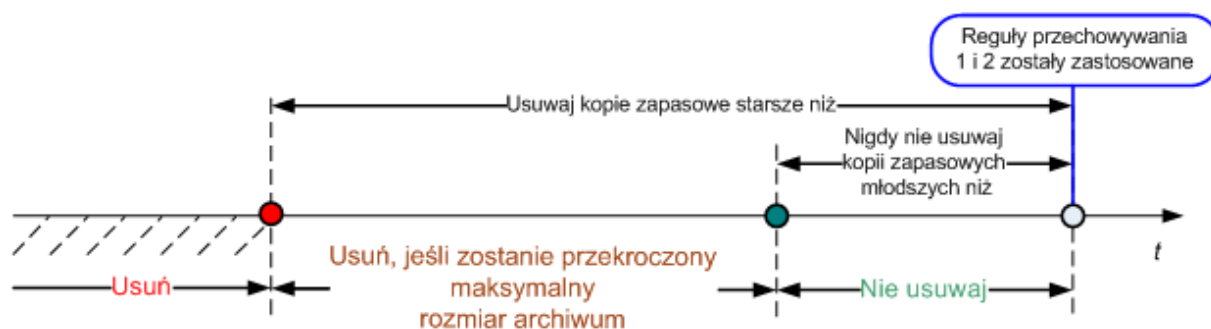 Reguły przechowywania
1 i 2 zostały zastosowane
Usuwaj kopie zapasowe starsze niż
Nigdy nie usuwaj
kopii zapasowych
młodszych niż
Usuń, jeśli zostanie przekroczony
maksymalny
rozmiar archiwum
t
Usuń
Nie usuwaj